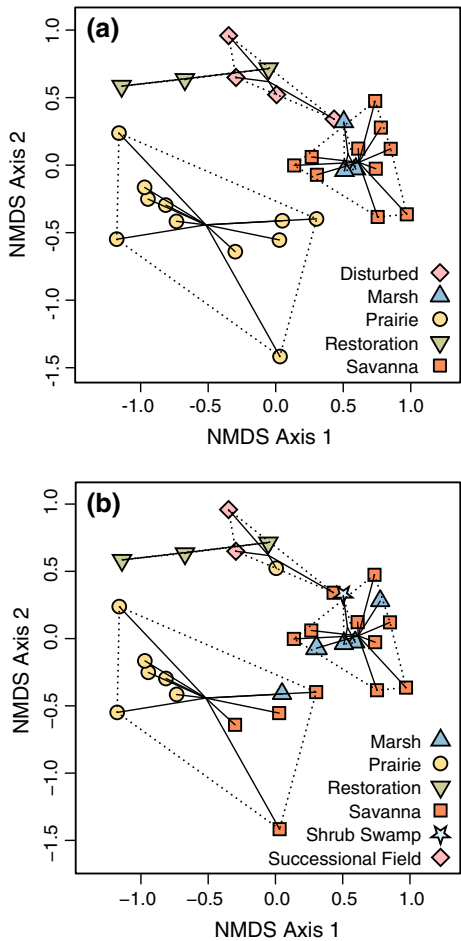 (a)
NMDS Axis 2
1.0
0.5
0.0
-0.5
-1.0
-1.5
Disturbed
Marsh
Prairie
Restoration
Savanna
-1.0
-0.5
0.0
0.5
1.0
NMDS Axis 1
(b)
NMDS Axis 2
1.0
0.5
0.0
−0.5
−1.0
−1.5
Marsh
Prairie
Restoration
Savanna
Shrub Swamp
Successional Field
−1.0
−0.5
0.0
0.5
1.0
NMDS Axis 1